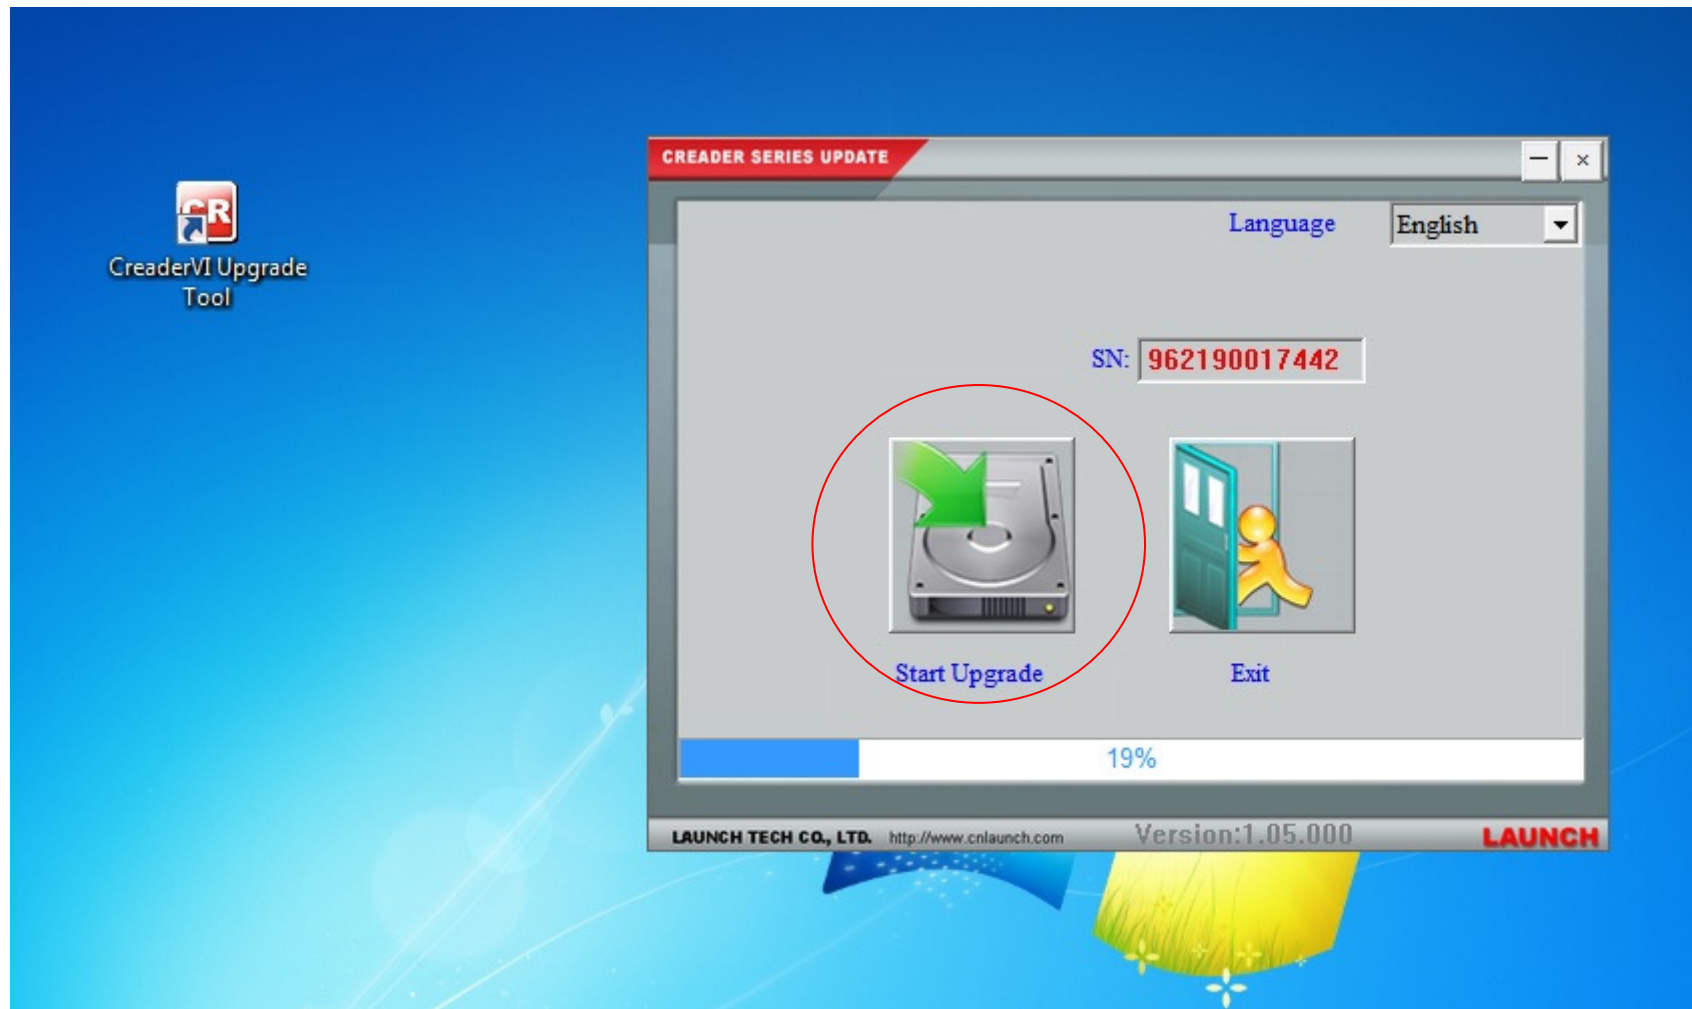 CR
CreaderVI Upgrade
Tool
CREADER SERIES UPDATE
Language English
SN: 962190017442
Start Upgrade Exit
19%
LAUNCH TECH CO., LTD. http://www.cnlaunch.com Version:1.05.000 LAUNCH